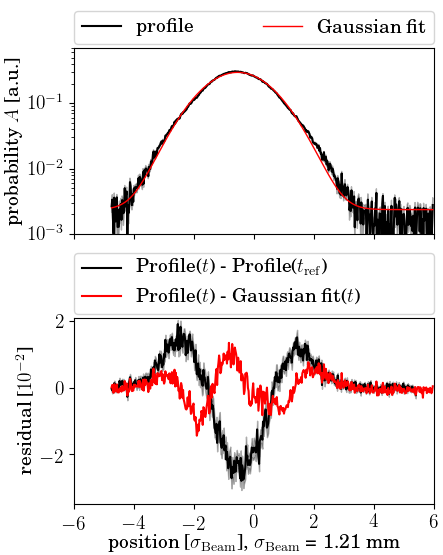 profile Gaussian fit
probability A [a.u.]
10⁻¹
10⁻²
10⁻³
Profile(t) - Profile(t_ref)
Profile(t) - Gaussian fit(t)
residual [10⁻²]
2
0
−2
−6 −4 −2 0 2 4 6
position [σ_Beam], σ_Beam = 1.21 mm